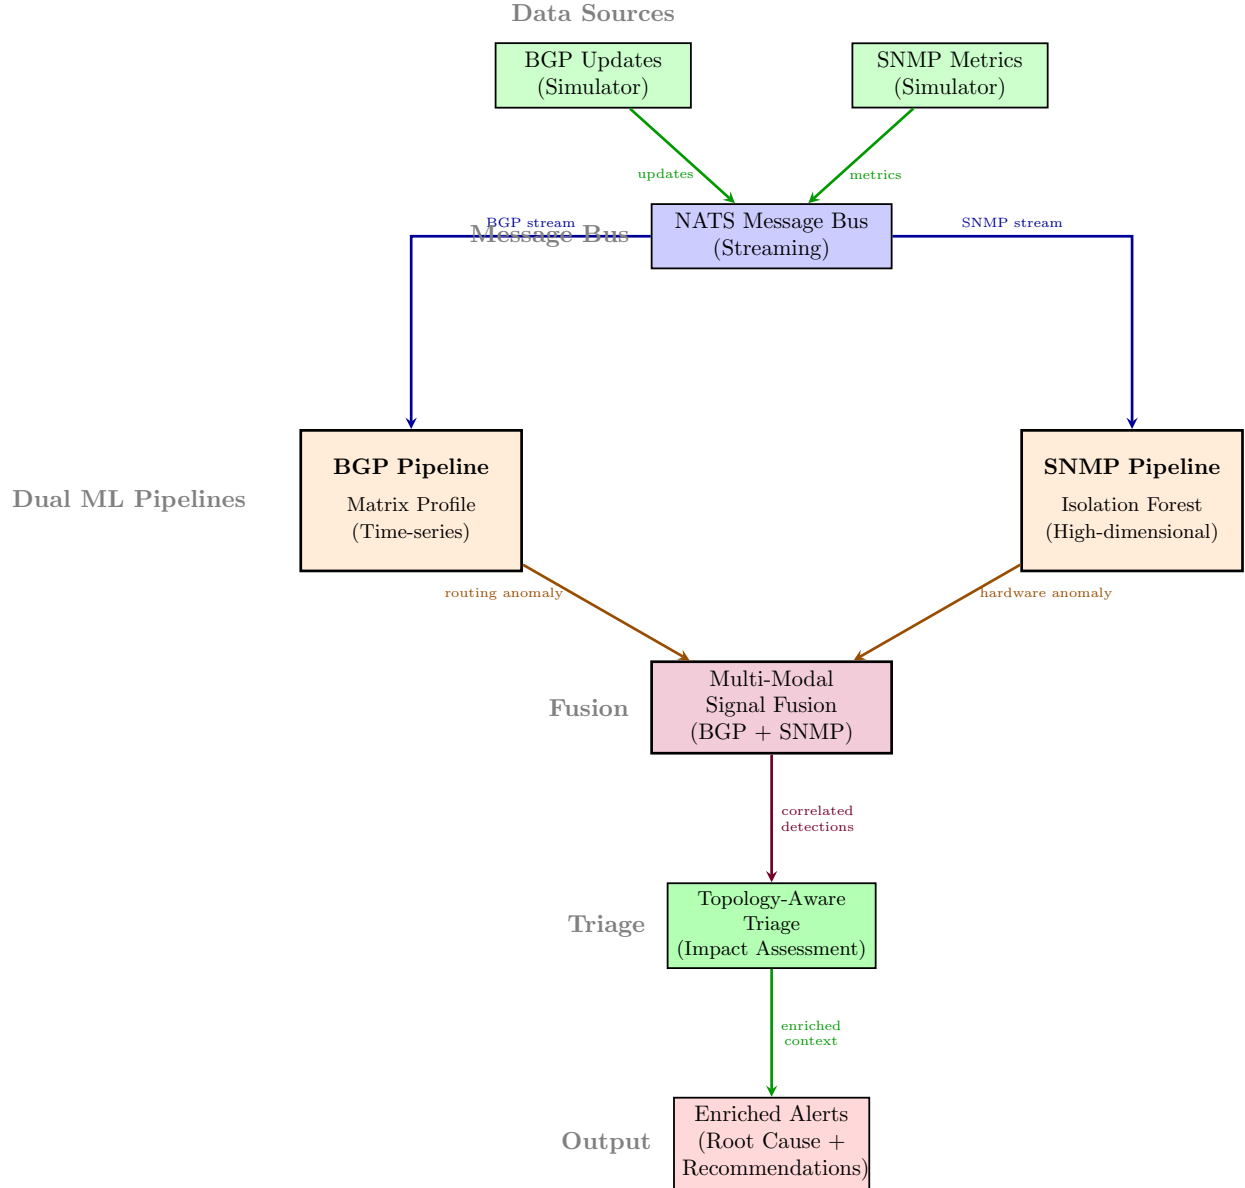 Data Sources
BGP Updates
(Simulator)
SNMP Metrics
(Simulator)
updates
metrics
BGP stream
Message Bus
NATS Message Bus
(Streaming)
SNMP stream
Dual ML Pipelines
BGP Pipeline
Matrix Profile
(Time-series)
SNMP Pipeline
Isolation Forest
(High-dimensional)
routing anomaly
hardware anomaly
Fusion
Multi-Modal
Signal Fusion
(BGP + SNMP)
correlated
detections
Triage
Topology-Aware
Triage
(Impact Assessment)
enriched
context
Output
Enriched Alerts
(Root Cause +
Recommendations)